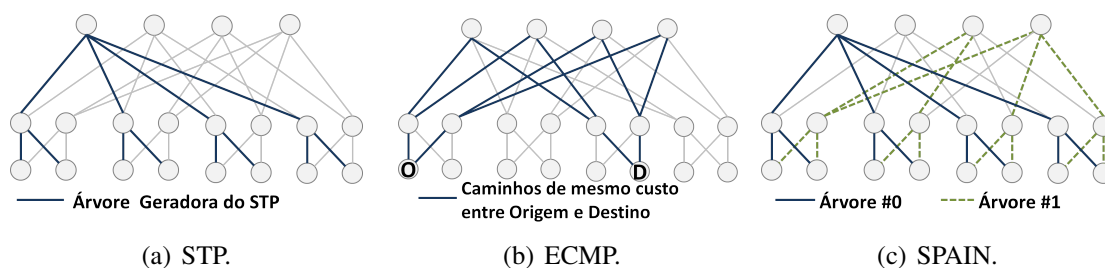 O
D
Árvore Geradora do STP
Caminhos de mesmo custo
entre Origem e Destino
Árvore #0
Árvore #1
(a) STP.
(b) ECMP.
(c) SPAIN.